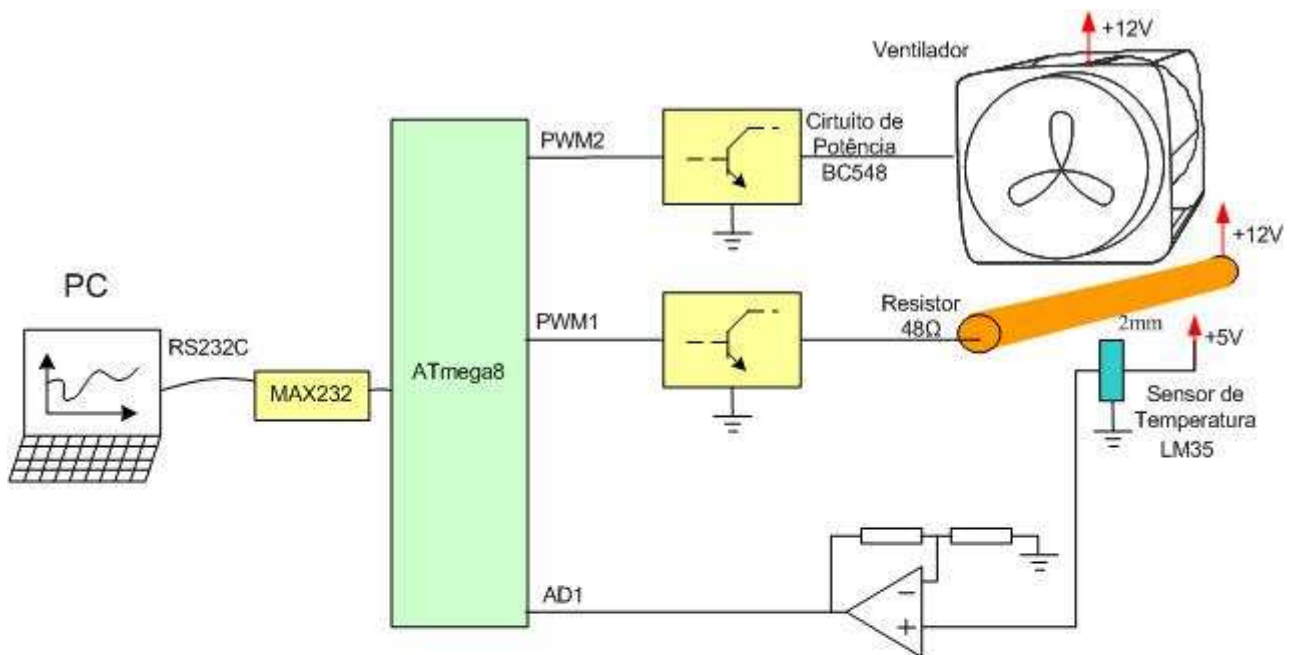 +12V
Ventilador
PWM2
Cirtuito de
Potência
BC548
+12V
PC
RS232C
MAX232
ATmega8
PWM1
Resistor
48Ω
2mm
+5V
Sensor de
Temperatura
LM35
AD1
−
+